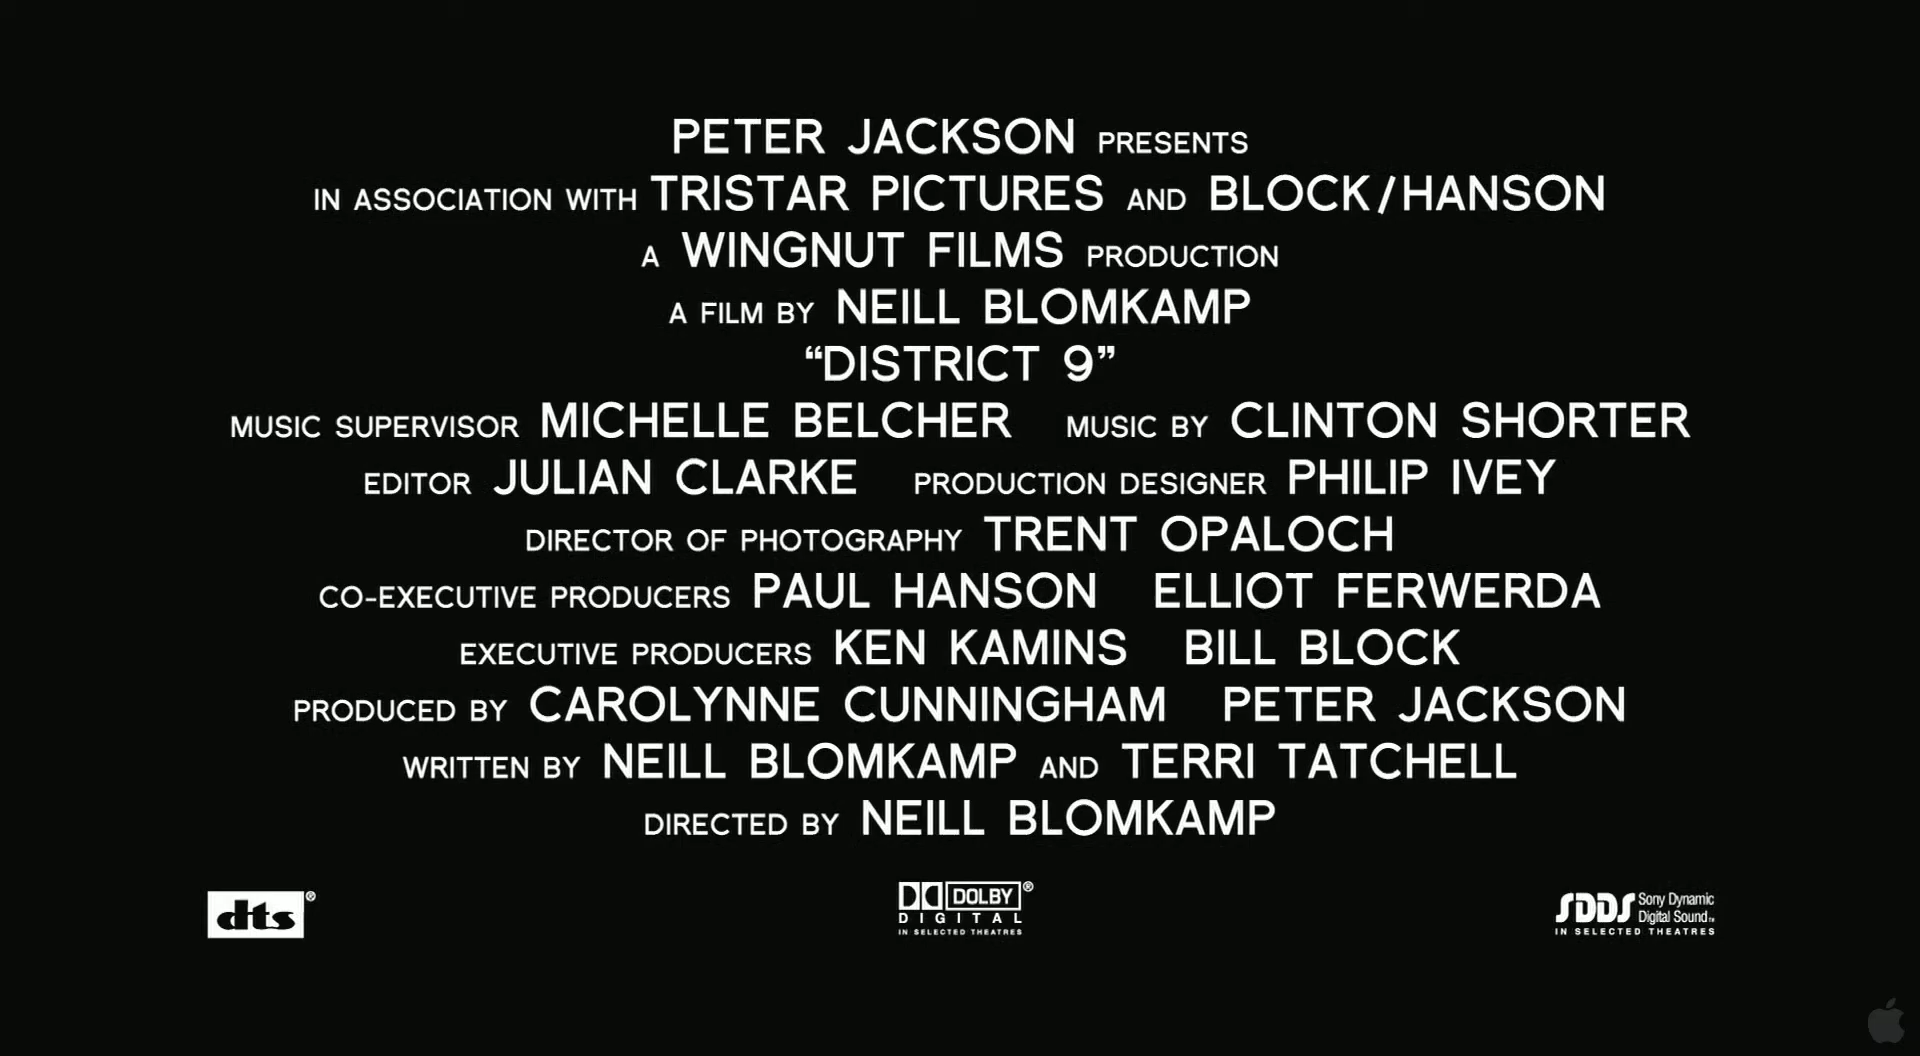 PETER JACKSON PRESENTS
IN ASSOCIATION WITH TRISTAR PICTURES AND BLOCK/HANSON
A WINGNUT FILMS PRODUCTION
A FILM BY NEILL BLOMKAMP
“DISTRICT 9”
MUSIC SUPERVISOR MICHELLE BELCHER MUSIC BY CLINTON SHORTER
EDITOR JULIAN CLARKE PRODUCTION DESIGNER PHILIP IVEY
DIRECTOR OF PHOTOGRAPHY TRENT OPALOCH
CO-EXECUTIVE PRODUCERS PAUL HANSON ELLIOT FERWERDA
EXECUTIVE PRODUCERS KEN KAMINS BILL BLOCK
PRODUCED BY CAROLYNNE CUNNINGHAM PETER JACKSON
WRITTEN BY NEILL BLOMKAMP AND TERRI TATCHELL
DIRECTED BY NEILL BLOMKAMP
dts®
DOLBY®
DIGITAL
IN SELECTED THEATRES
SDDS Sony Dynamic
Digital Sound™
IN SELECTED THEATRES